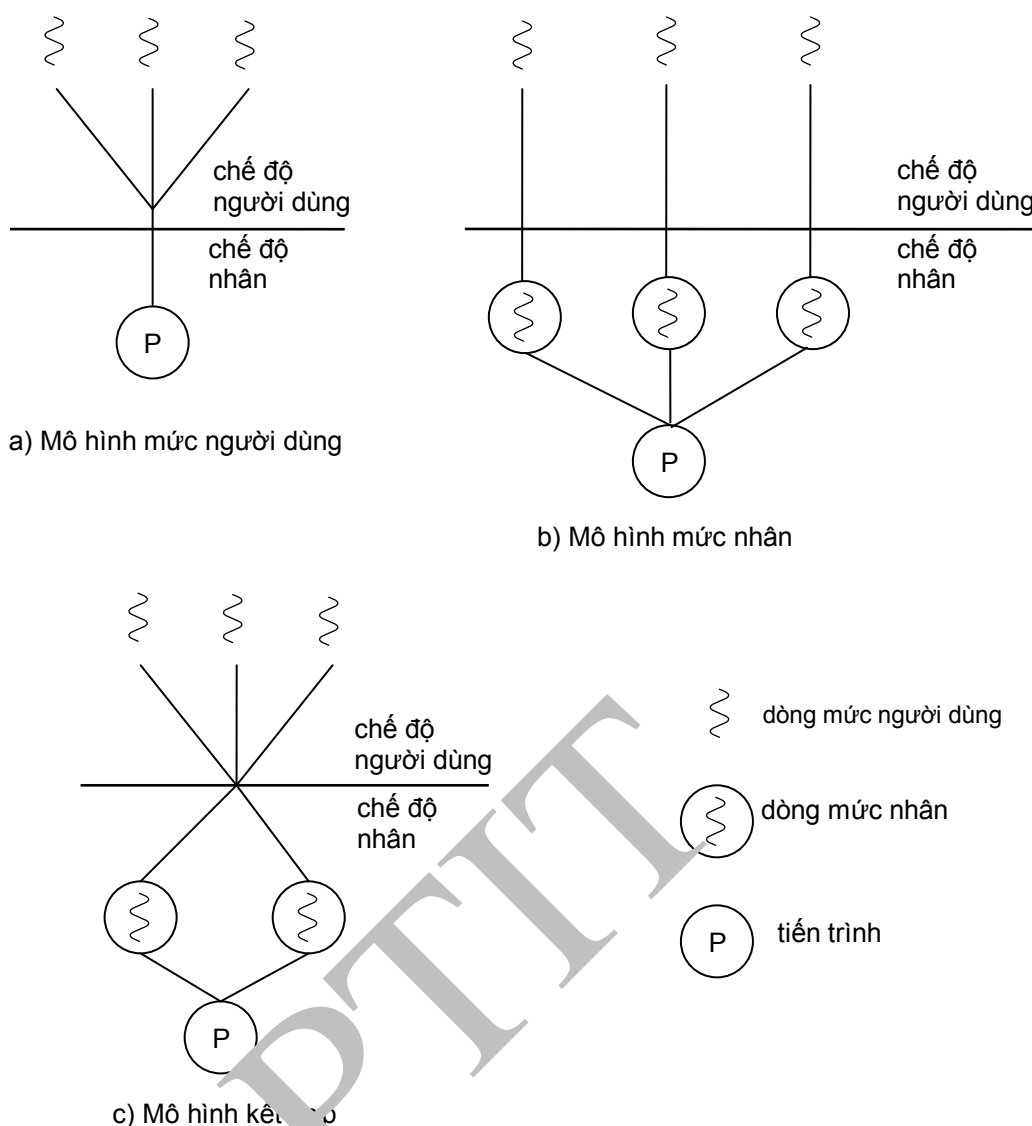 chế độ
người dùng
chế độ
nhân
P
a) Mô hình mức người dùng
chế độ
người dùng
chế độ
nhân
P
b) Mô hình mức nhân
chế độ
người dùng
chế độ
nhân
P
c) Mô hình kết
dòng mức người dùng
dòng mức nhân
P
tiến trình
PTIT